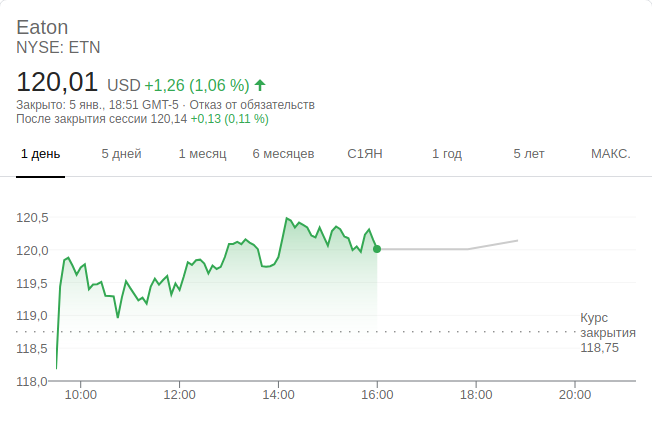 Eaton
NYSE: ETN
120,01 USD +1,26 (1,06 %)
Закрыто: 5 янв., 18:51 GMT-5 · Отказ от обязательств
После закрытия сессии 120,14 +0,13 (0,11 %)
1 день 5 дней 1 месяц 6 месяцев С1ЯН 1 год 5 лет МАКС.
120,5
120,0
119,5
119,0
Курс
закрытия
118,75
118,5
118,0
10:00 12:00 14:00 16:00 18:00 20:00